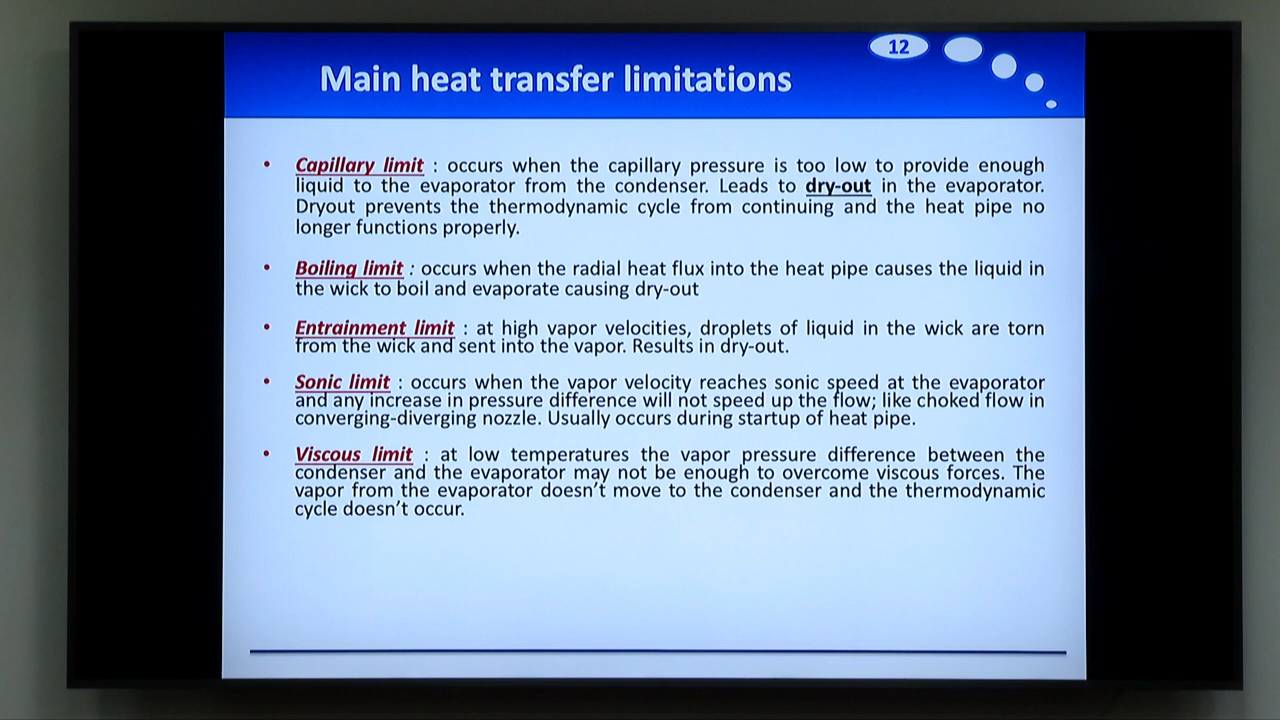 12
Main heat transfer limitations
• Capillary limit : occurs when the capillary pressure is too low to provide enough
liquid to the evaporator from the condenser. Leads to dry-out in the evaporator.
Dryout prevents the thermodynamic cycle from continuing and the heat pipe no
longer functions properly.
• Boiling limit : occurs when the radial heat flux into the heat pipe causes the liquid in
the wick to boil and evaporate causing dry-out
• Entrainment limit : at high vapor velocities, droplets of liquid in the wick are torn
from the wick and sent into the vapor. Results in dry-out.
• Sonic limit : occurs when the vapor velocity reaches sonic speed at the evaporator
and any increase in pressure difference will not speed up the flow; like choked flow in
converging-diverging nozzle. Usually occurs during startup of heat pipe.
• Viscous limit : at low temperatures the vapor pressure difference between the
condenser and the evaporator may not be enough to overcome viscous forces. The
vapor from the evaporator doesn’t move to the condenser and the thermodynamic
cycle doesn’t occur.